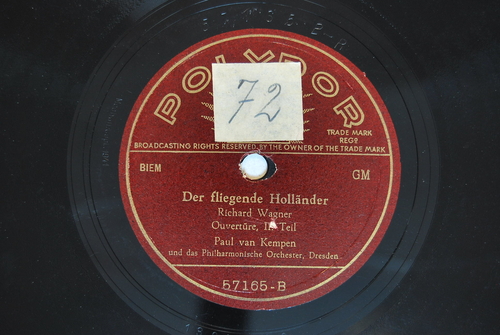 POLYDOR
72
TRADE MARK
REGD
BROADCASTING RIGHTS RESERVED BY THE OWNER OF THE TRADE MARK
BIEM
GM
Der fliegende Holländer
Richard Wagner
Ouvertüre, II. Teil
Paul van Kempen
und das Philharmonische Orchester, Dresden
57165-B